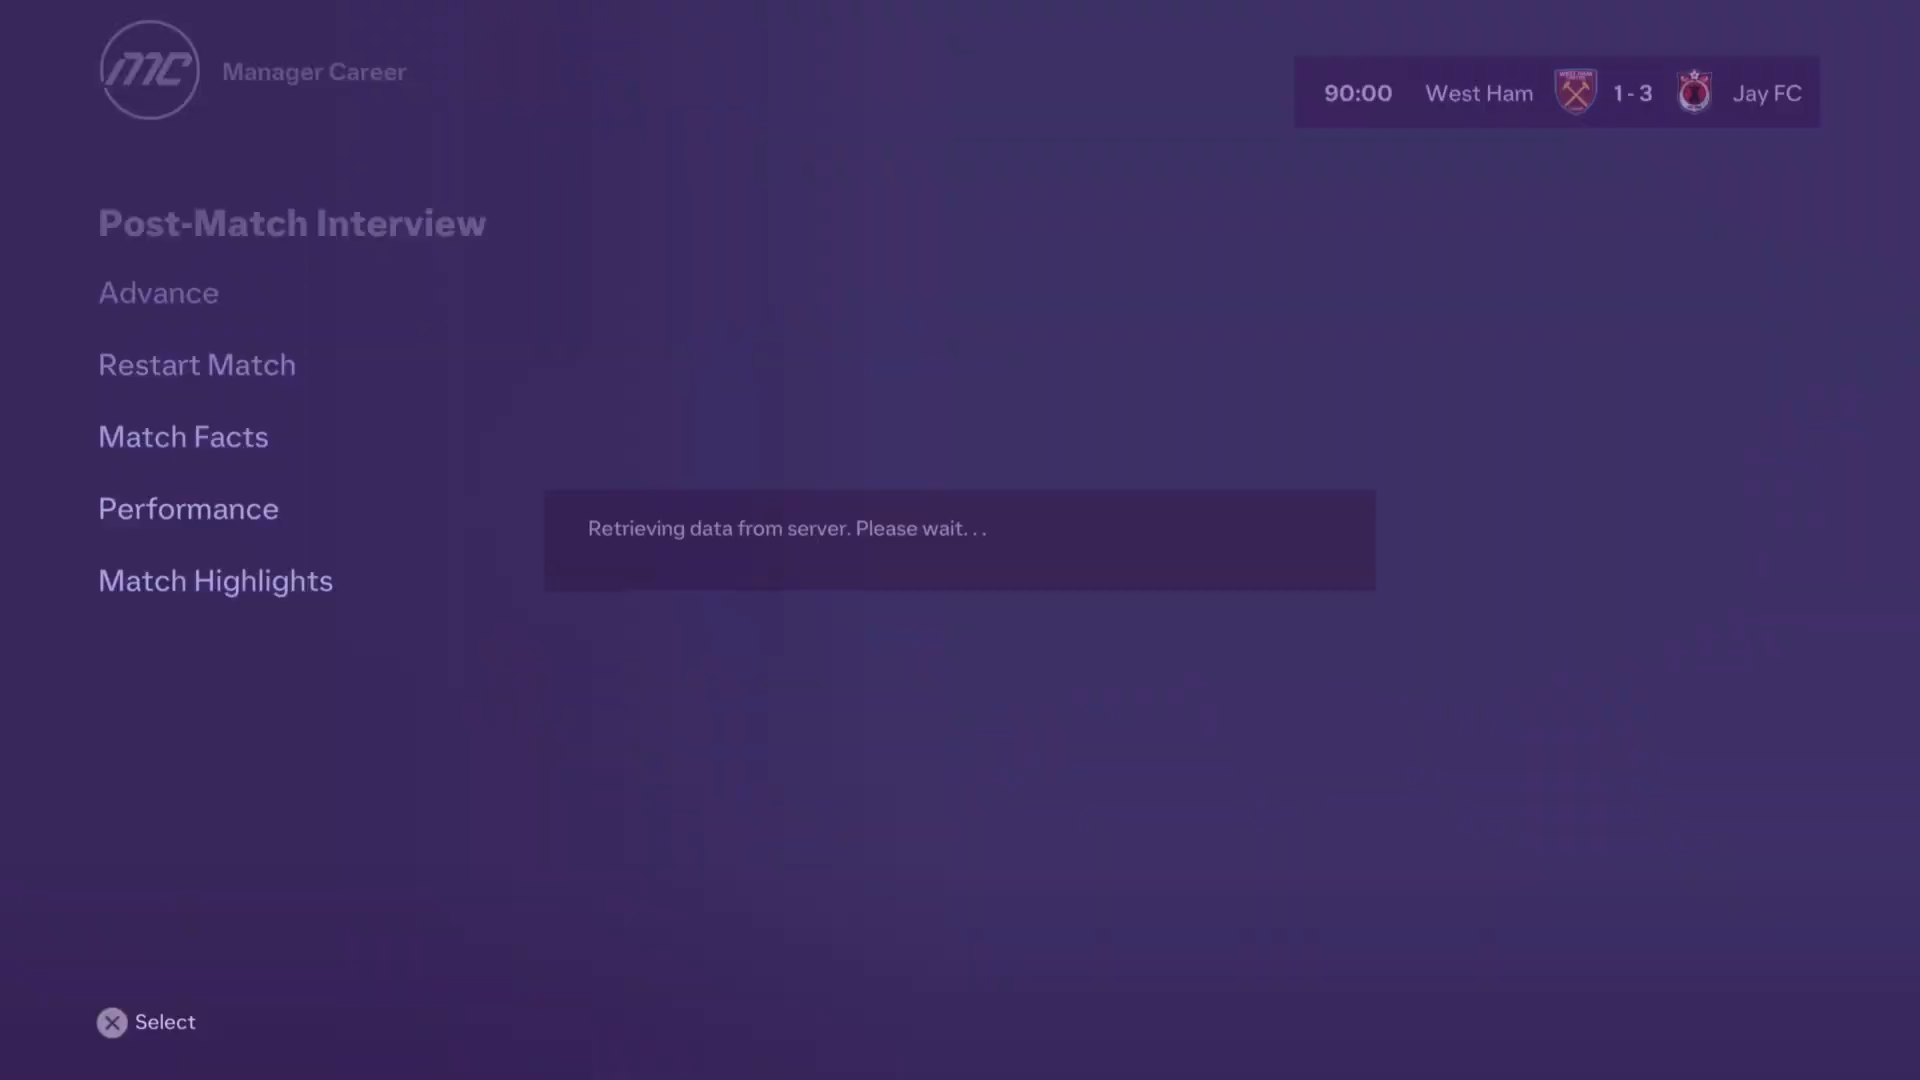 MC
Manager Career
90:00 West Ham 1 - 3 Jay FC
Post-Match Interview
Advance
Restart Match
Match Facts
Performance
Match Highlights
Retrieving data from server. Please wait. . .
Select